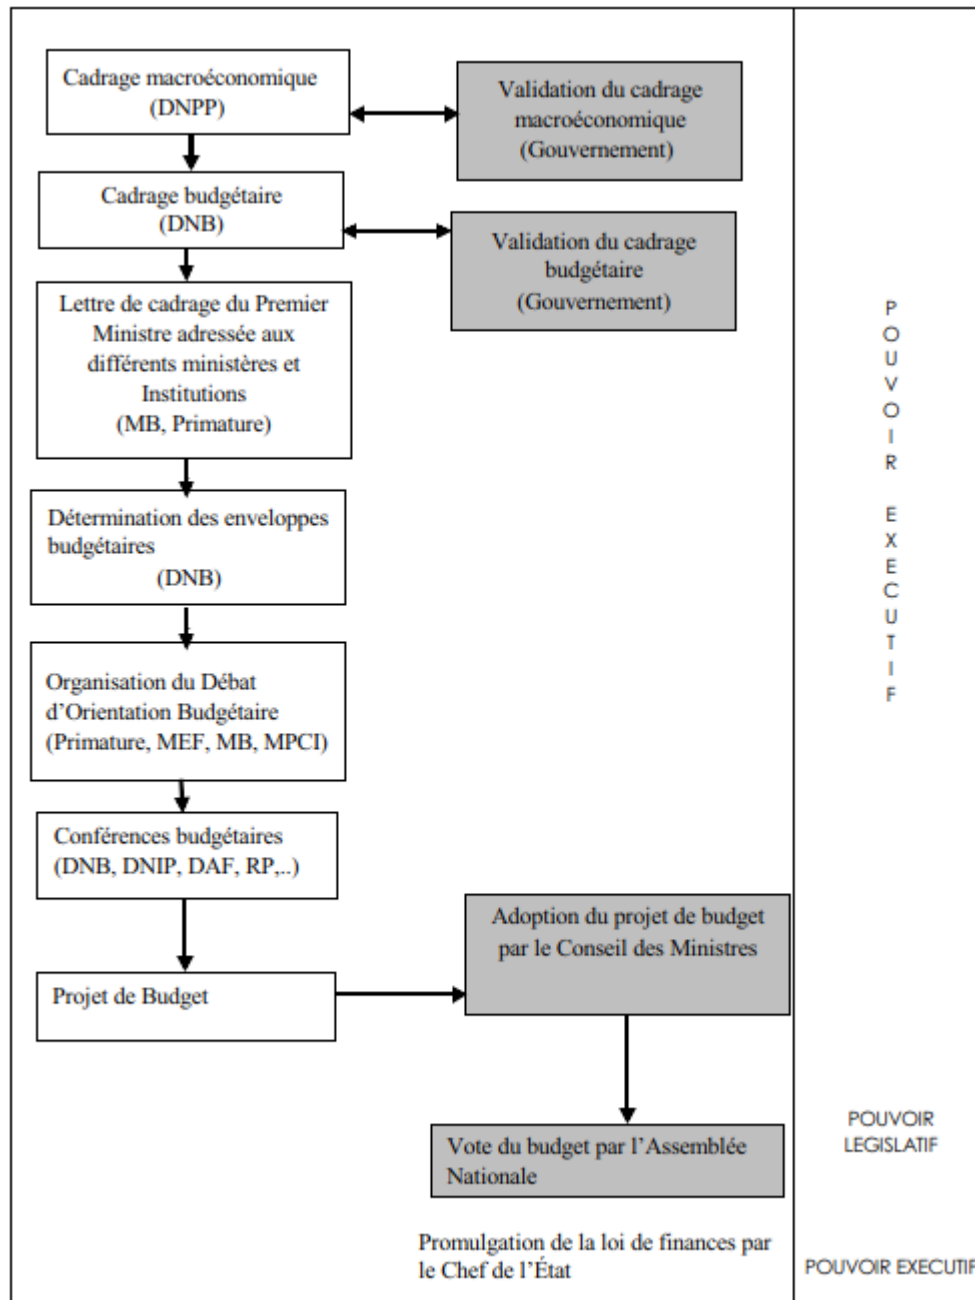 Cadrage macroéconomique
(DNPP)
Validation du cadrage
macroéconomique
(Gouvernement)
Cadrage budgétaire
(DNB)
Validation du cadrage
budgétaire
(Gouvernement)
Lettre de cadrage du Premier
Ministre adressée aux
différents ministères et
Institutions
(MB, Primature)
Détermination des enveloppes
budgétaires
(DNB)
Organisation du Débat
d’Orientation Budgétaire
(Primature, MEF, MB, MPCI)
Conférences budgétaires
(DNB, DNIP, DAF, RP,..)
Projet de Budget
Adoption du projet de budget
par le Conseil des Ministres
Vote du budget par l’Assemblée
Nationale
Promulgation de la loi de finances par
le Chef de l’État
P
O
U
V
O
I
R
E
X
E
C
U
T
I
F
POUVOIR
LEGISLATIF
POUVOIR EXECUTIF